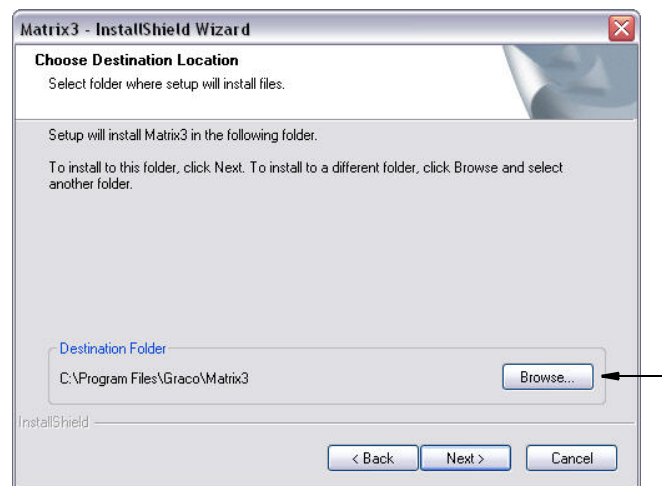 Matrix3 - InstallShield Wizard
Choose Destination Location
Select folder where setup will install files.
Setup will install Matrix3 in the following folder.
To install to this folder, click Next. To install to a different folder, click Browse and select
another folder.
Destination Folder
C:\Program Files\Graco\Matrix3
Browse...
InstallShield
< Back
Next >
Cancel